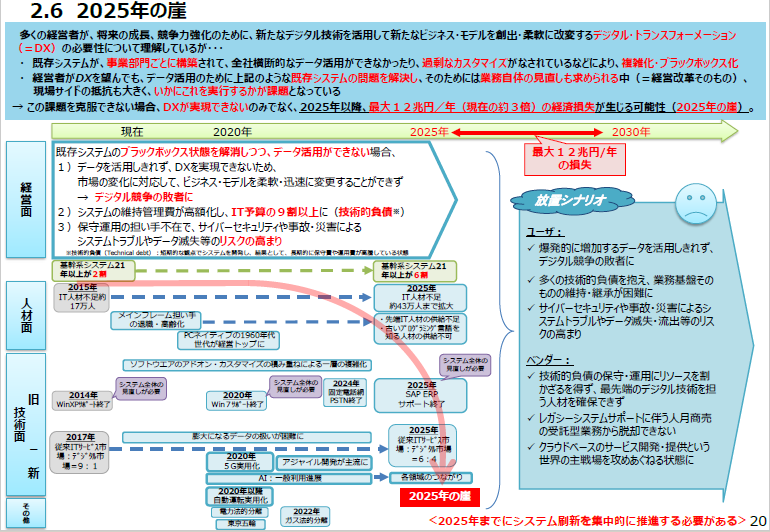 2.6 2025年の崖
多くの経営者が、将来の成長、競争力強化のために、新たなデジタル技術を活用して新たなビジネス・モデルを創出・柔軟に改変するデジタル・トランスフォーメーション
（＝DX）の必要性について理解しているが・・・
・ 既存システムが、事業部門ごとに構築されて、全社横断的なデータ活用ができなかったり、過剰なカスタマイズがなされているなどにより、複雑化・ブラックボックス化
・ 経営者がDXを望んでも、データ活用のために上記のような既存システムの問題を解決し、そのためには業務自体の見直しも求められる中（＝経営改革そのもの）、
現場サイドの抵抗も大きく、いかにこれを実行するかが課題となっている
→ この課題を克服できない場合、DXが実現できないのみでなく、2025年以降、最大１２兆円／年（現在の約３倍）の経済損失が生じる可能性（2025年の崖）。
現在
2020年
2025年
2030年
最大１２兆円/年
の損失
経営面
既存システムのブラックボックス状態を解消しつつ、データ活用ができない場合、
１）データを活用しきれず、DXを実現できないため、
市場の変化に対応して、ビジネス・モデルを柔軟・迅速に変更することができず
→ デジタル競争の敗者に
２）システムの維持管理費が高額化し、IT予算の９割以上に（技術的負債※）
３）保守運用の担い手不在で、サイバーセキュリティや事故・災害による
システムトラブルやデータ滅失等のリスクの高まり
※技術的負債（Technical debt）：短期的な観点でシステムを開発し、結果として、長期的に保守費や運用費が高騰している状態
基幹系システム21
年以上が２割
基幹系システム21
年以上が６割
人材面
2015年
IT人材不足約
17万人
2025年
IT人材不足
約43万人まで拡大
メインフレーム担い手
の退職・高齢化
・先端IT人材の供給不足
・古いプログラミング言語を
知る人材の供給不可
PCネイティブの1960年代
世代が経営トップに
旧 技術面 － 新
ソフトウエアのアドオン・カスタマイズの積み重ねによる一層の複雑化
システム全体の
見直しが必要
2014年
WinXPサポート終了
システム全体の
見直しが必要
2020年
Win７サポート終了
システム全体の
見直しが必要
2024年
固定電話網
PSTN終了
2025年
SAP ERP
サポート終了
2017年
従来ITサービス市
場：デジタル市場
＝９：１
膨大になるデータの扱いが困難に
2025年
従来ITサービス市
場：デジタル市場
＝６：４
2020年
５G実用化
アジャイル開発が主流に
AI：一般利用進展
各領域のつながり
2020年以降
自動運転実用化
2025年の崖
その他
電力法的分離
東京五輪
2022年
ガス法的分離
放置シナリオ
ユーザ：
✓ 爆発的に増加するデータを活用しきれず、
デジタル競争の敗者に
✓ 多くの技術的負債を抱え、業務基盤その
ものの維持・継承が困難に
✓ サイバーセキュリティや事故・災害によるシ
ステムトラブルやデータ滅失・流出等のリス
クの高まり
ベンダー：
✓ 技術的負債の保守・運用にリソースを割
かざるを得ず、最先端のデジタル技術を担
う人材を確保できず
✓ レガシーシステムサポートに伴う人月商売
の受託型業務から脱却できない
✓ クラウドベースのサービス開発・提供という
世界の主戦場を攻めあぐねる状態に
＜2025年までにシステム刷新を集中的に推進する必要がある＞
20